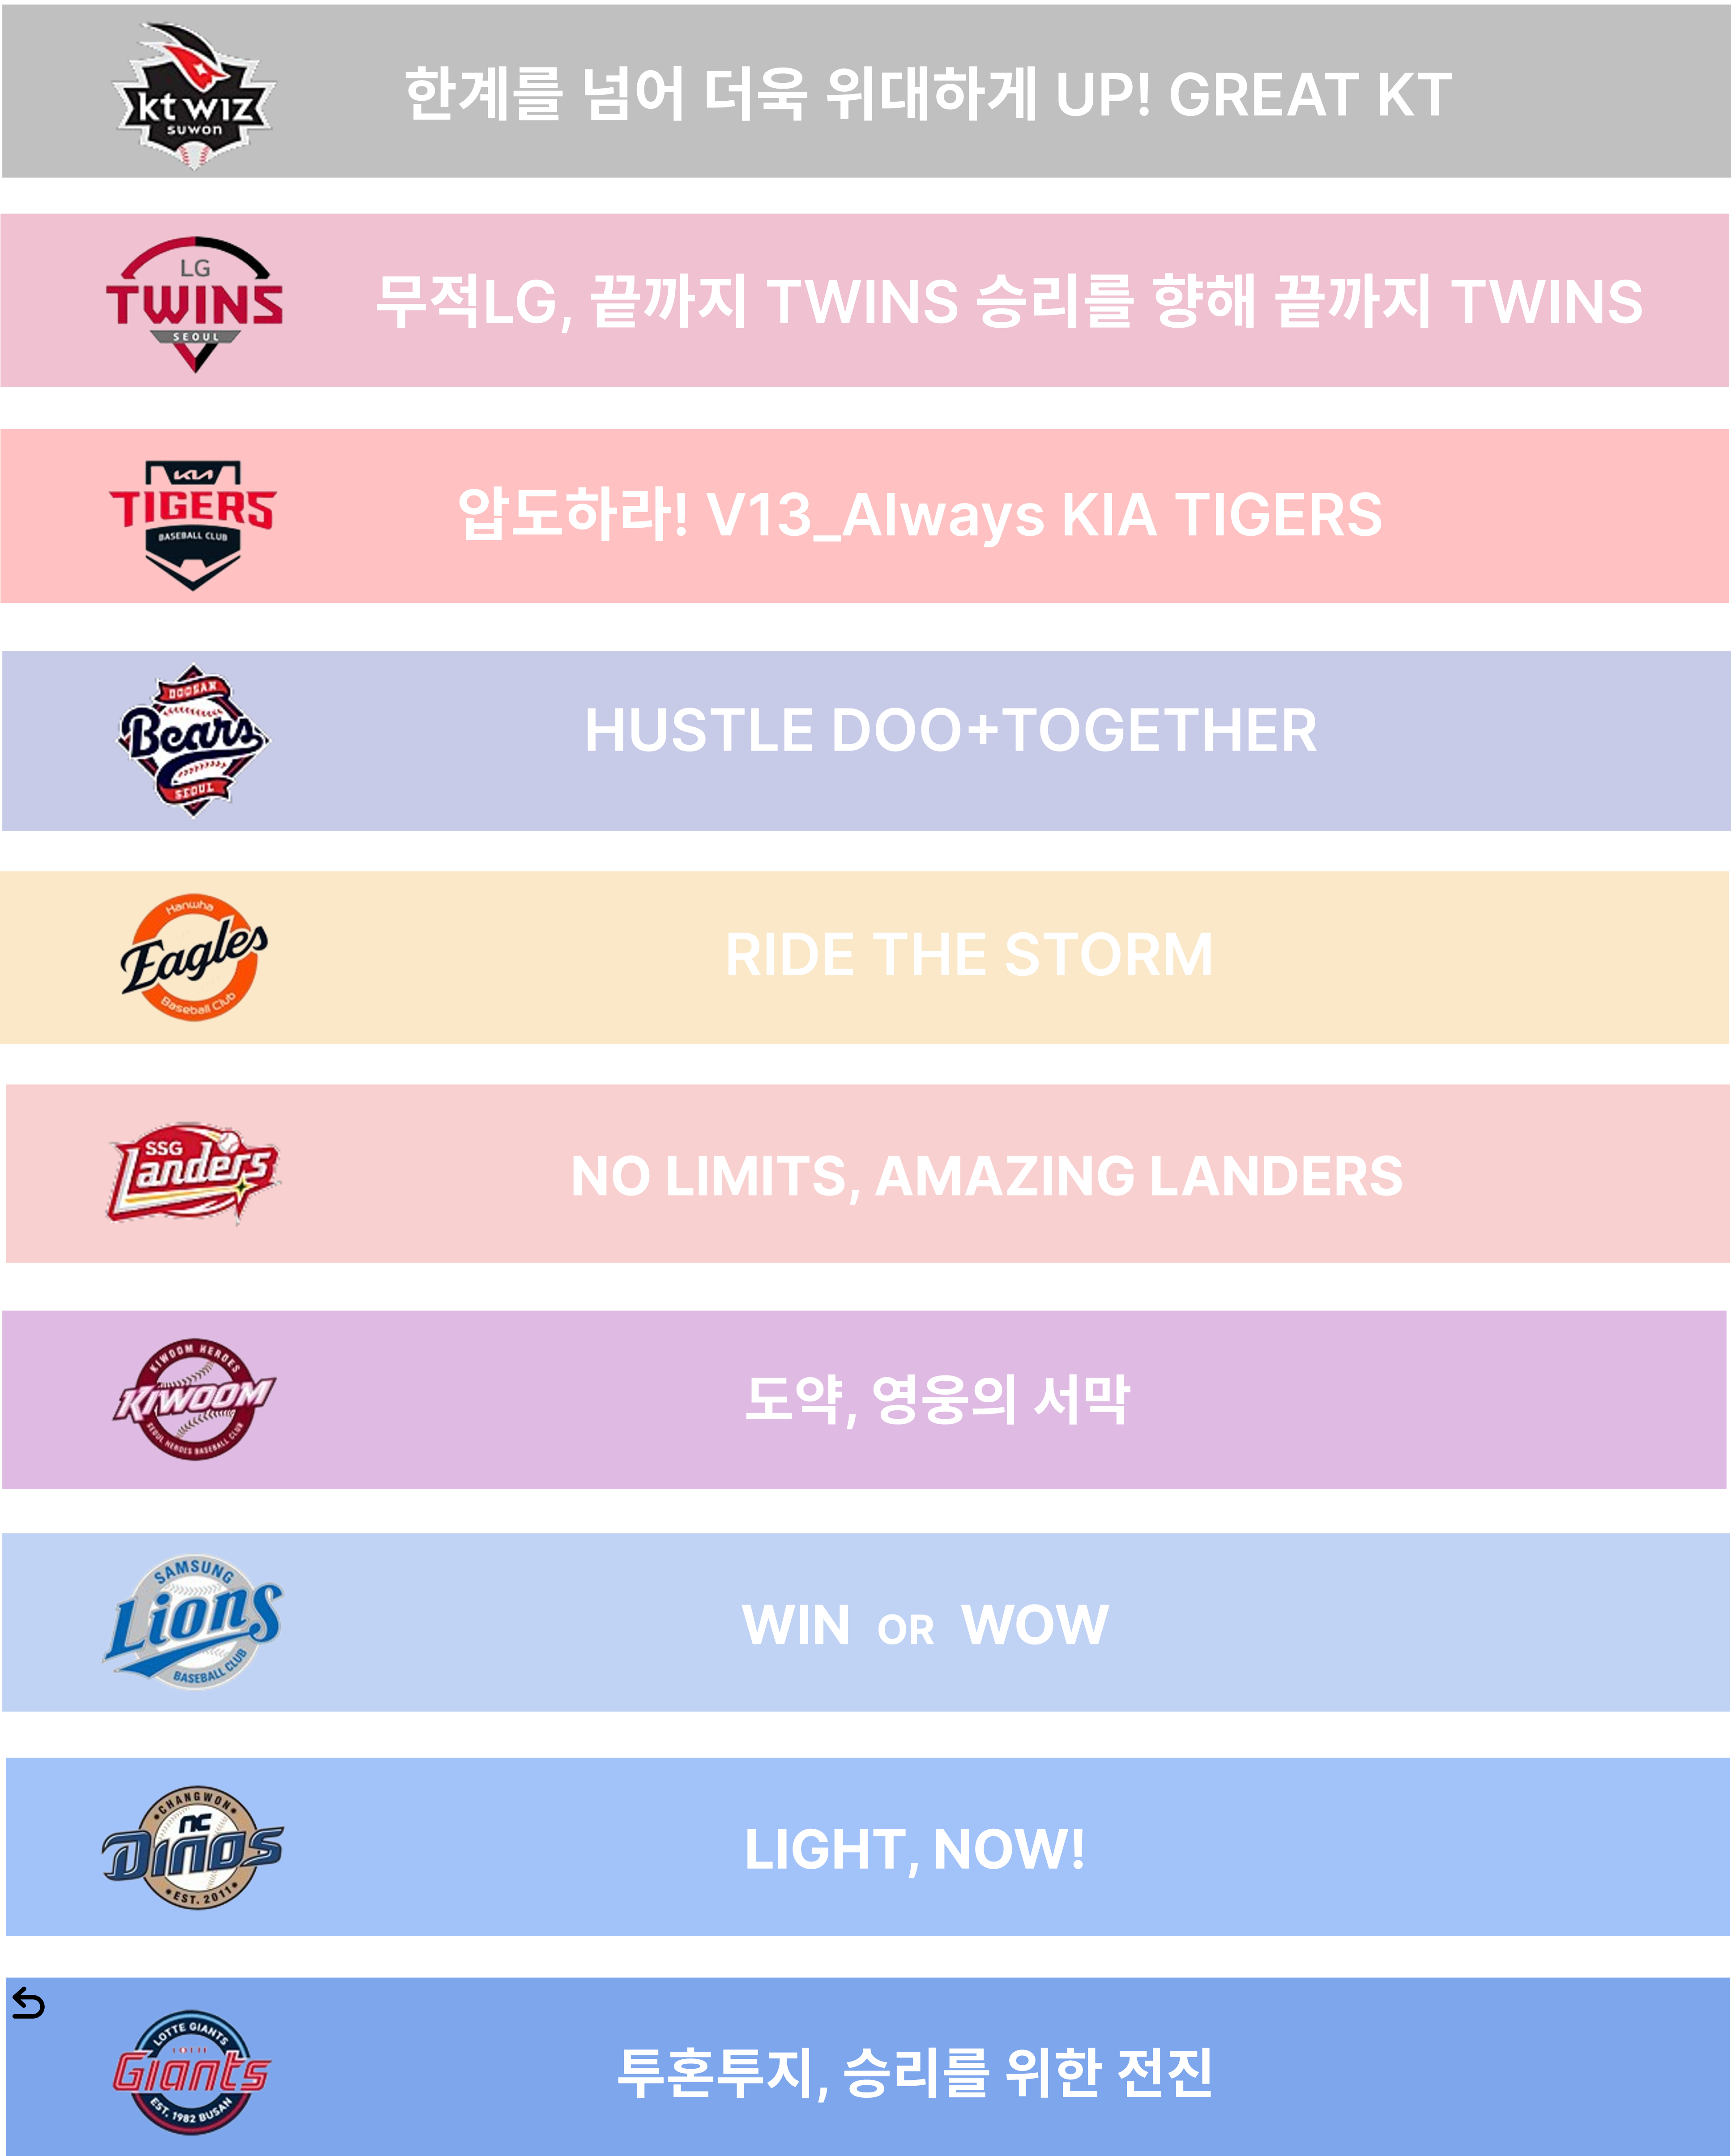 kt wiz
suwon
한계를 넘어 더욱 위대하게 UP! GREAT KT
LG
TWINS
SEOUL
무적LG, 끝까지 TWINS 승리를 향해 끝까지 TWINS
KIA
TIGERS
BASEBALL CLUB
압도하라! V13_Always KIA TIGERS
DOOSAN
Bears
SEOUL
HUSTLE DOO+TOGETHER
Hanwha
Eagles
Baseball Club
RIDE THE STORM
SSG
Landers
NO LIMITS, AMAZING LANDERS
KIWOOM HEROES
KIWOOM
SEOUL HEROES BASEBALL CLUB
도약, 영웅의 서막
SAMSUNG
Lions
BASEBALL CLUB
WIN OR WOW
CHANGWON
NC
Dinos
EST. 2011
LIGHT, NOW!
LOTTE GIANTS
LOTTE
Giants
EST. 1982 BUSAN
투혼투지, 승리를 위한 전진